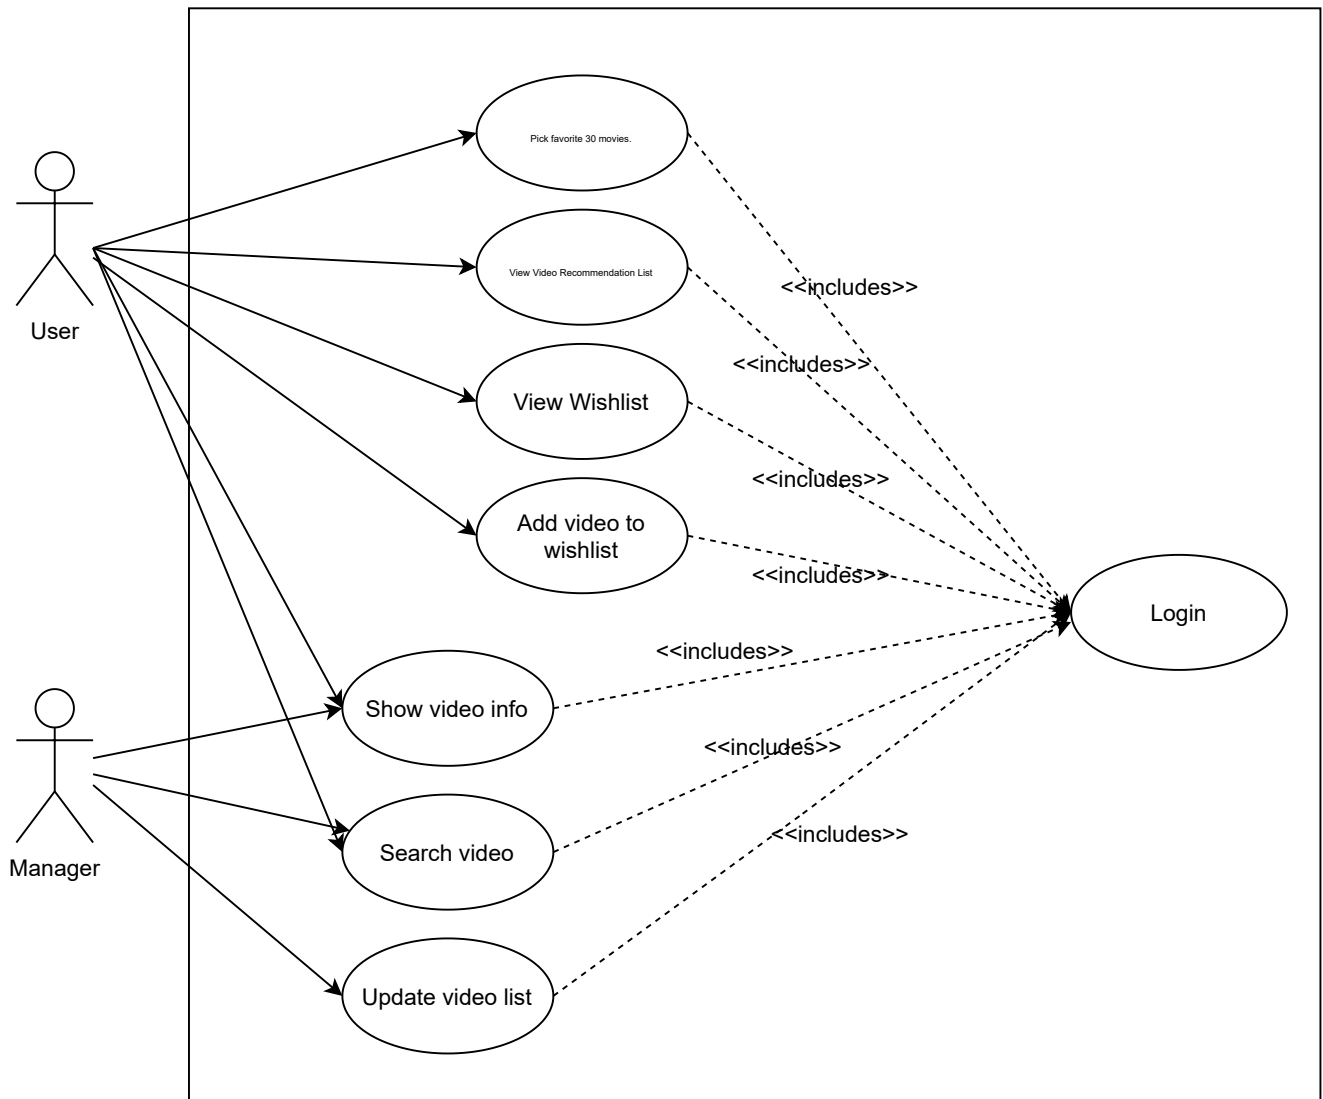 Pick favorite 30 movies.
View Video Recommendation List
<<includes>>
User
<<includes>>
View Wishlist
<<includes>>
Add video to
wishlist
<<includes>>
Login
<<includes>>
Show video info
<<includes>>
Search video
<<includes>>
Manager
Update video list